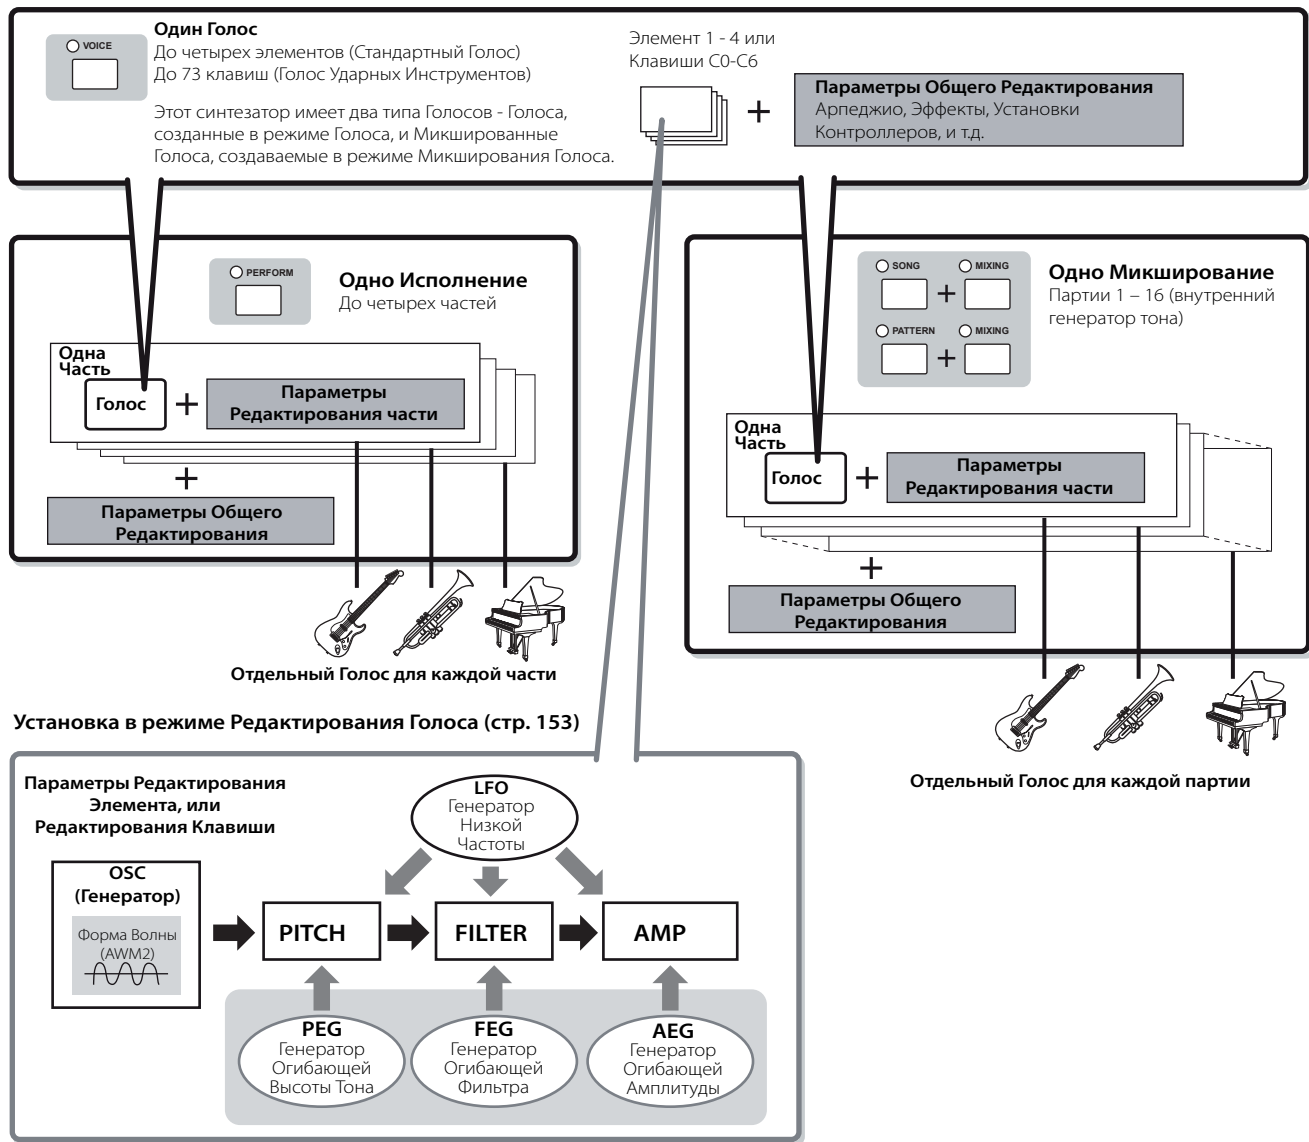 VOICE
Один Голос
До четырех элементов (Стандартный Голос)
До 73 клавиш (Голос Ударных Инструментов)
Этот синтезатор имеет два типа Голосов - Голоса,
созданные в режиме Голоса, и Микшированные
Голоса, создаваемые в режиме Микширования Голоса.
Элемент 1 - 4 или
Клавиши C0-C6
+
Параметры Общего Редактирования
Арпеджио, Эффекты, Установки
Контроллеров, и т.д.
PERFORM
Одно Исполнение
До четырех частей
Одна
Часть
Голос
+
Параметры
Редактирования части
+
Параметры Общего
Редактирования
Отдельный Голос для каждой части
SONG
+
MIXING
PATTERN
+
MIXING
Одно Микширование
Партии 1 – 16 (внутренний
генератор тона)
Одна
Часть
Голос
+
Параметры
Редактирования части
+
Параметры Общего
Редактирования
Отдельный Голос для каждой партии
Установка в режиме Редактирования Голоса (стр. 153)
Параметры Редактирования
Элемента, или
Редактирования Клавиши
LFO
Генератор
Низкой
Частоты
OSC
(Генератор)
Форма Волны
(AWM2)
PITCH
FILTER
AMP
PEG
Генератор
Огибающей
Высоты Тона
FEG
Генератор
Огибающей
Фильтра
AEG
Генератор
Огибающей
Амплитуды